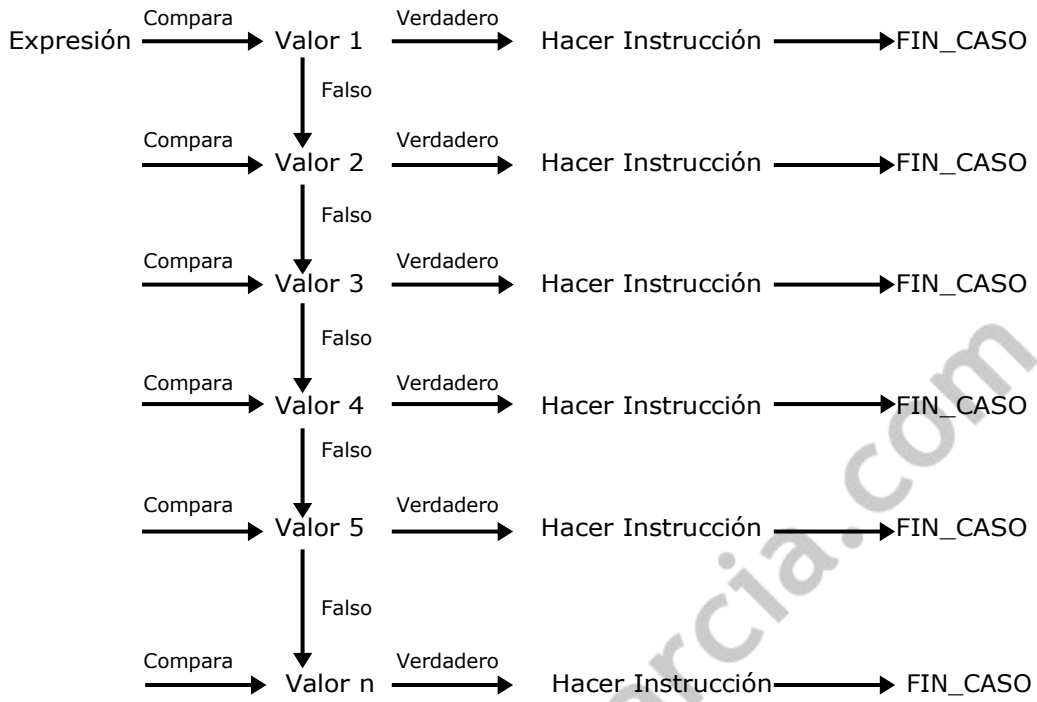 Compara Verdadero
Expresión Valor 1 Hacer Instrucción FIN_CASO
Falso
Compara Verdadero
Valor 2 Hacer Instrucción FIN_CASO
Falso
Compara Verdadero
Valor 3 Hacer Instrucción FIN_CASO
Falso
Compara Verdadero
Valor 4 Hacer Instrucción FIN_CASO
Falso
Compara Verdadero
Valor 5 Hacer Instrucción FIN_CASO
Falso
Compara Verdadero
Valor n Hacer Instrucción FIN_CASO
rcia.com